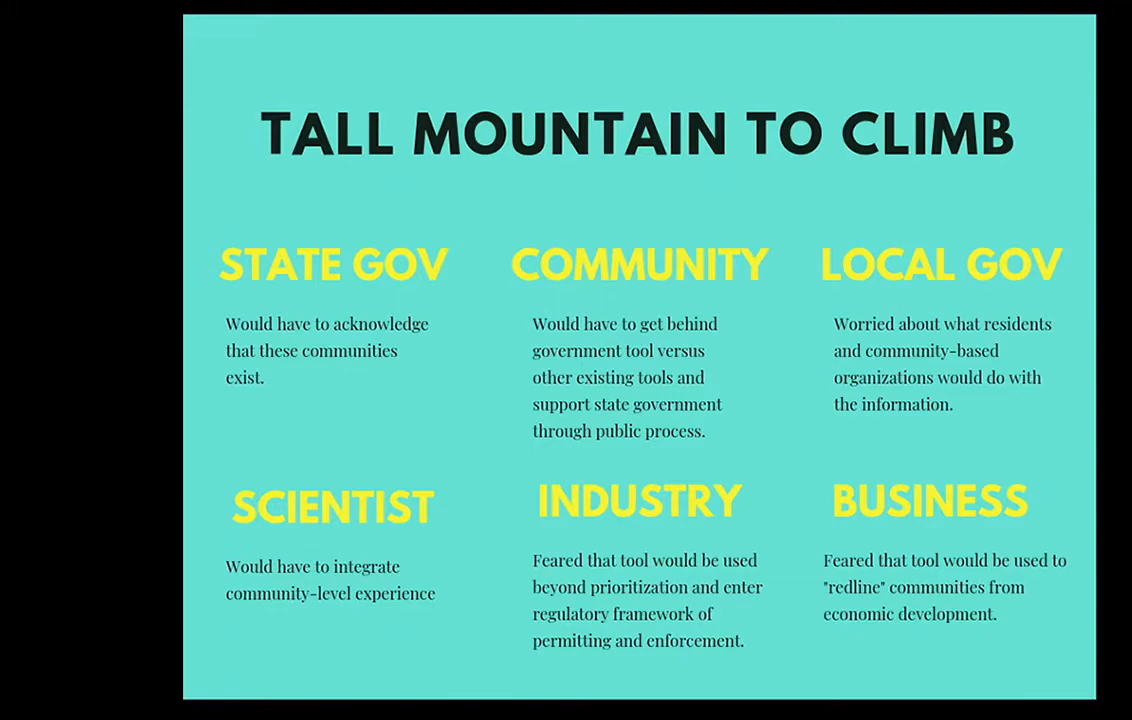 TALL MOUNTAIN TO CLIMB
STATE GOV
Would have to acknowledge
that these communities
exist.
COMMUNITY
Would have to get behind
government tool versus
other existing tools and
support state government
through public process.
LOCAL GOV
Worried about what residents
and community-based
organizations would do with
the information.
SCIENTIST
Would have to integrate
community-level experience
INDUSTRY
Feared that tool would be used
beyond prioritization and enter
regulatory framework of
permitting and enforcement.
BUSINESS
Feared that tool would be used to
"redline" communities from
economic development.